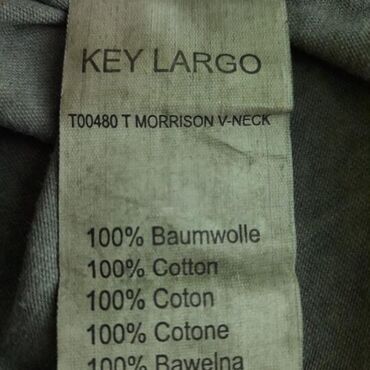 KEY LARGO
T00480 T MORRISON V-NECK
100% Baumwolle
100% Cotton
100% Coton
100% Cotone
100% Bawelna